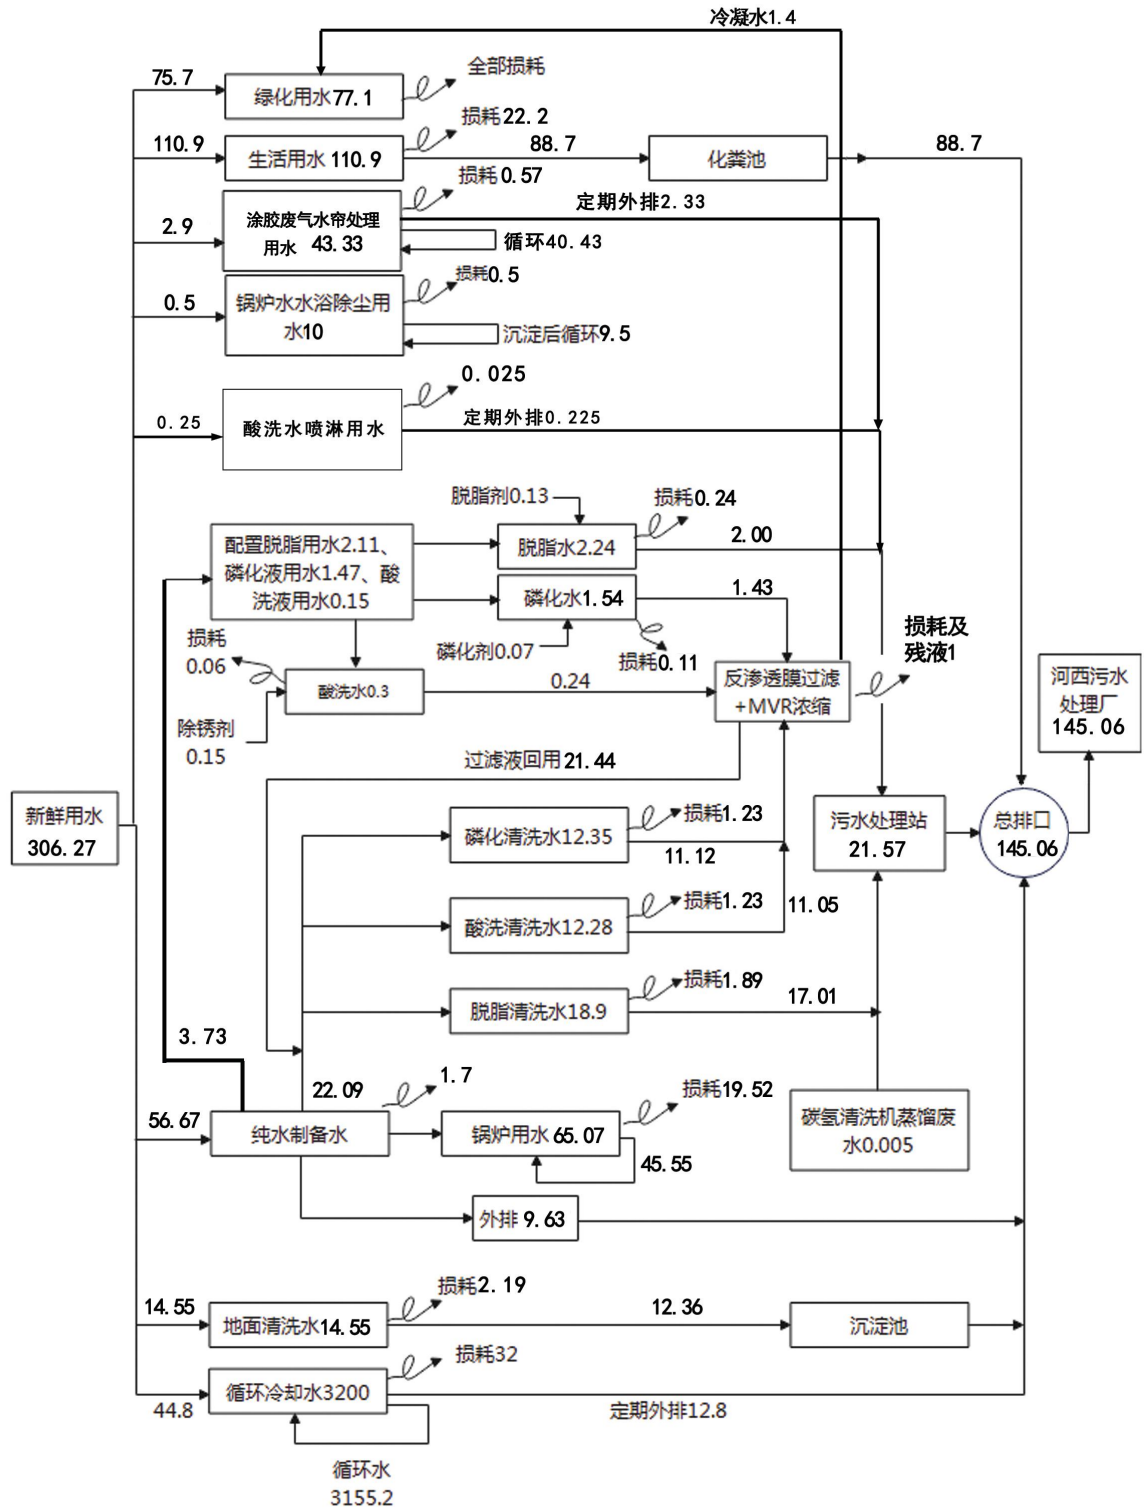 冷凝水1.4
75.7
绿化用水77.1
全部损耗
110.9
生活用水 110.9
损耗22.2
88.7
化粪池
88.7
2.9
涂胶废气水帘处理
用水 43.33
损耗0.57
定期外排2.33
循环40.43
0.5
锅炉水水浴除尘用
水10
损耗0.5
沉淀后循环9.5
0.25
酸洗水喷淋用水
0.025
定期外排0.225
脱脂剂0.13
损耗0.24
配置脱脂用水2.11、
磷化液用水1.47、酸
洗液用水0.15
脱脂水2.24
2.00
磷化水1.54
1.43
磷化剂0.07
损耗0.11
损耗
0.06
酸洗水0.3
0.24
除锈剂
0.15
反渗透膜过滤
+MVR浓缩
损耗及
残液1
河西污水
处理厂
145.06
过滤液回用21.44
新鲜用水
306.27
磷化清洗水12.35
损耗1.23
11.12
污水处理站
21.57
总排口
145.06
酸洗清洗水12.28
损耗1.23
11.05
脱脂清洗水18.9
损耗1.89
17.01
3.73
22.09
1.7
56.67
纯水制备水
锅炉用水 65.07
损耗19.52
45.55
碳氢清洗机蒸馏废
水0.005
外排 9.63
14.55
地面清洗水14.55
损耗2.19
12.36
沉淀池
44.8
循环冷却水3200
损耗32
定期外排12.8
循环水
3155.2